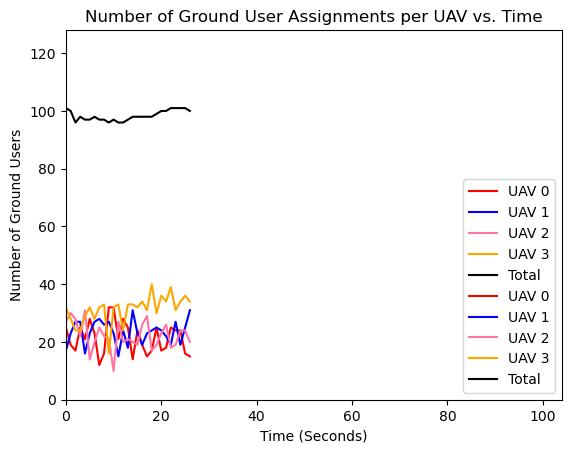 Number of Ground User Assignments per UAV vs. Time
Number of Ground Users
120
100
80
60
40
20
0
0 20 40 60 80 100
Time (Seconds)
UAV 0
UAV 1
UAV 2
UAV 3
Total
UAV 0
UAV 1
UAV 2
UAV 3
Total